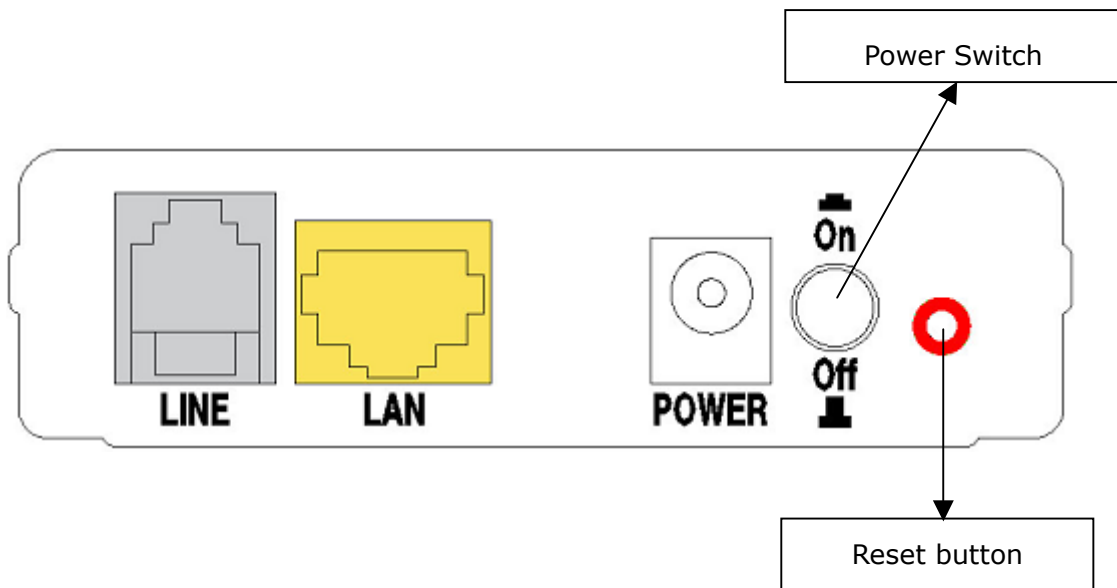 Power Switch
On
Off
LINE
LAN
POWER
Reset button